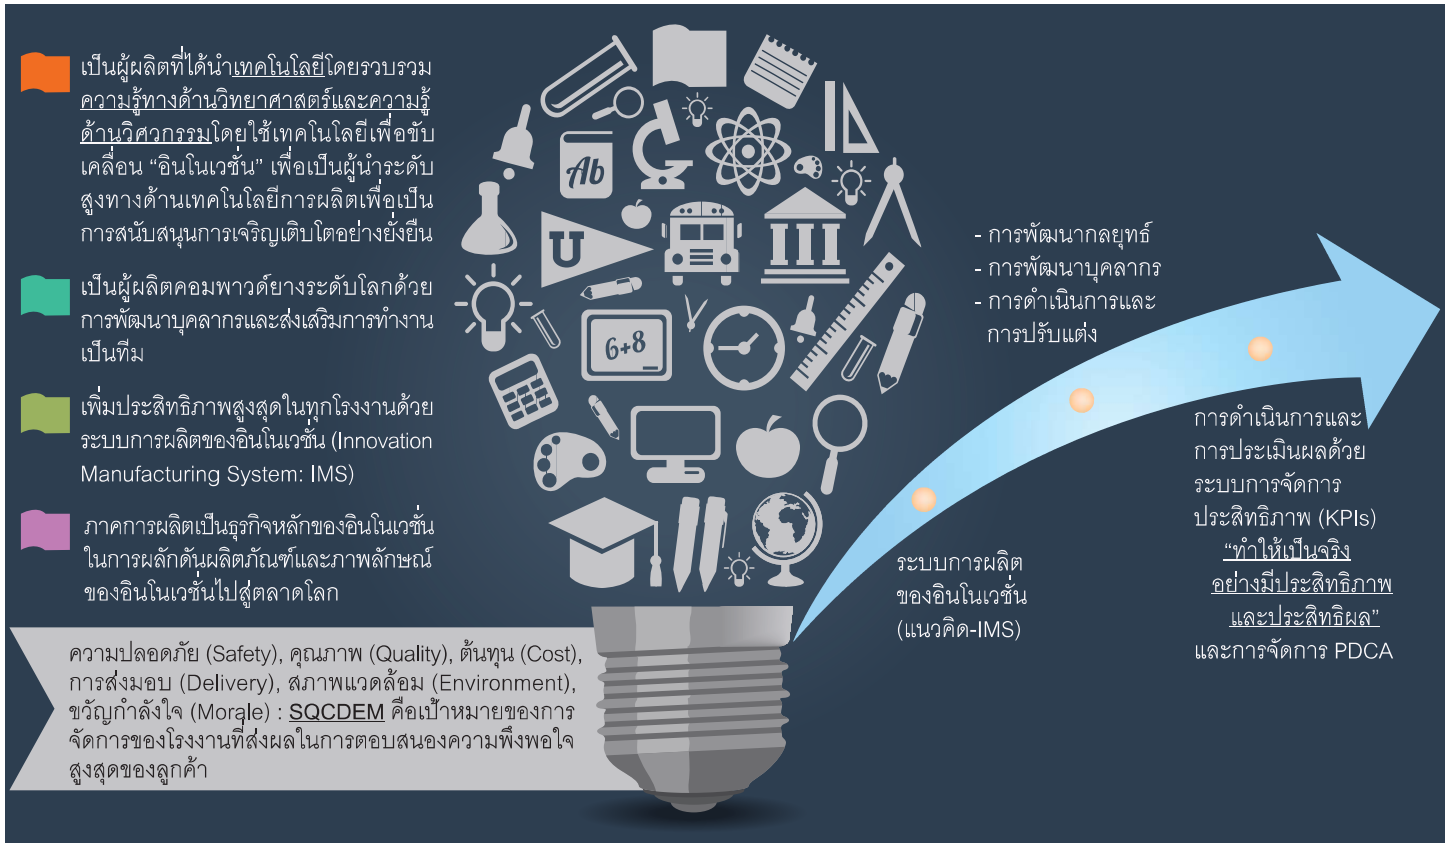 เป็นผู้ผลิตที่ได้นำเทคโนโลยีโดยรวบรวม
ความรู้ทางด้านวิทยาศาสตร์และความรู้
ด้านวิศวกรรมโดยใช้เทคโนโลยีเพื่อขับ
เคลื่อน “อินโนเวชั่น” เพื่อเป็นผู้นำระดับ
สูงทางด้านเทคโนโลยีการผลิตเพื่อเป็น
การสนับสนุนการเจริญเติบโตอย่างยั่งยืน
เป็นผู้ผลิตคอมพาวด์ยางระดับโลกด้วย
การพัฒนาบุคลากรและส่งเสริมการทำงาน
เป็นทีม
เพิ่มประสิทธิภาพสูงสุดในทุกโรงงานด้วย
ระบบการผลิตของอินโนเวชั่น (Innovation
Manufacturing System: IMS)
ภาคการผลิตเป็นธุรกิจหลักของอินโนเวชั่น
ในการผลักดันผลิตภัณฑ์และภาพลักษณ์
ของอินโนเวชั่นไปสู่ตลาดโลก
ความปลอดภัย (Safety), คุณภาพ (Quality), ต้นทุน (Cost),
การส่งมอบ (Delivery), สภาพแวดล้อม (Environment),
ขวัญกำลังใจ (Morale) : SQCDEM คือเป้าหมายของการ
จัดการของโรงงานที่ส่งผลในการตอบสนองความพึงพอใจ
สูงสุดของลูกค้า
Ab
U
6+8
ระบบการผลิต
ของอินโนเวชั่น
(แนวคิด-IMS)
- การพัฒนากลยุทธ์
- การพัฒนาบุคลากร
- การดำเนินการและ
การปรับแต่ง
การดำเนินการและ
การประเมินผลด้วย
ระบบการจัดการ
ประสิทธิภาพ (KPIs)
“ทำให้เป็นจริง
อย่างมีประสิทธิภาพ
และประสิทธิผล”
และการจัดการ PDCA